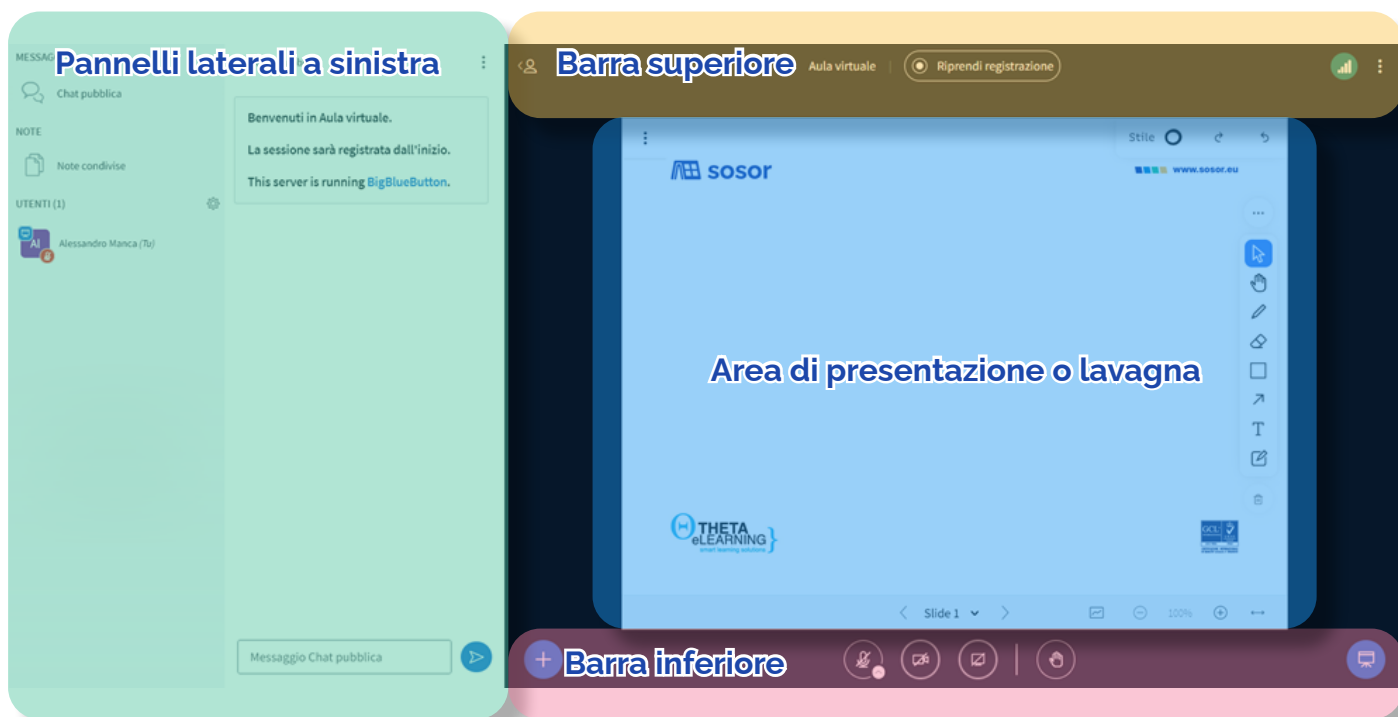 MESSAG
Pannelli laterali a sinistra
Chat pubblica
NOTE
Note condivise
UTENTI (1)
AI
Alessandro Manca (Tu)
Benvenuti in Aula virtuale.
La sessione sarà registrata dall'inizio.
This server is running BigBlueButton.
Messaggio Chat pubblica
Barra superiore
Aula virtuale
Riprendi registrazione
Stile
sosor
www.sosor.eu
T
Area di presentazione o lavagna
THETA
eLEARNING
smart learning solutions
GCL
Slide 1
100%
Barra inferiore